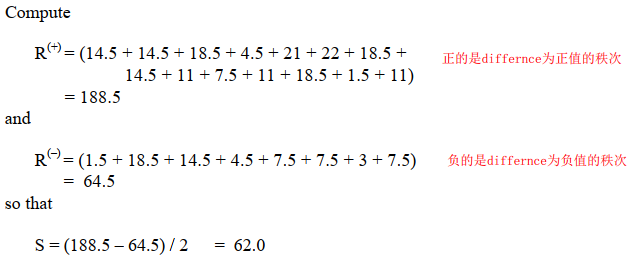 Compute
R(+) = (14.5 + 14.5 + 18.5 + 4.5 + 21 + 22 + 18.5 +
14.5 + 11 + 7.5 + 11 + 18.5 + 1.5 + 11)
正的是differnce为正值的秩次
= 188.5
and
R(–) = (1.5 + 18.5 + 14.5 + 4.5 + 7.5 + 7.5 + 3 + 7.5)
负的是differnce为负值的秩次
= 64.5
so that
S = (188.5 – 64.5) / 2 = 62.0